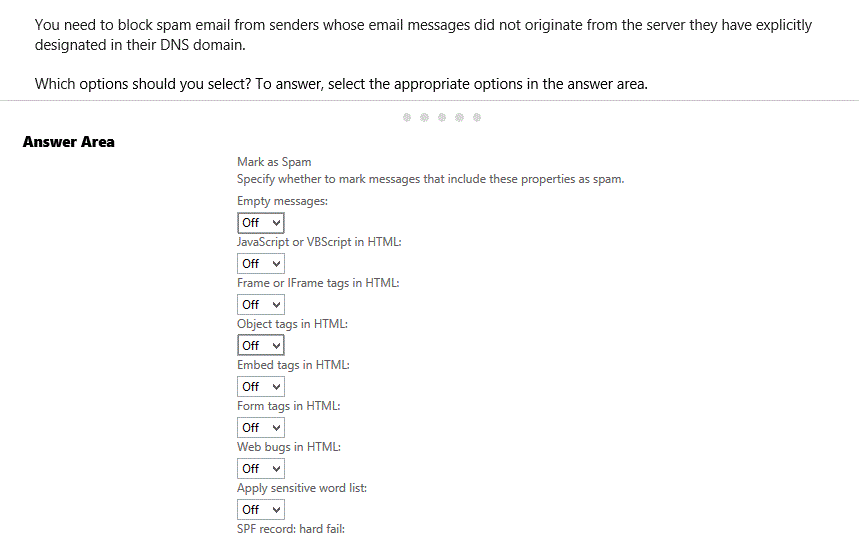 You need to block spam email from senders whose email messages did not originate from the server they have explicitly
designated in their DNS domain.
Which options should you select? To answer, select the appropriate options in the answer area.
Answer Area
Mark as Spam
Specify whether to mark messages that include these properties as spam.
Empty messages:
Off
JavaScript or VBScript in HTML:
Off
Frame or IFrame tags in HTML:
Off
Object tags in HTML:
Off
Embed tags in HTML:
Off
Form tags in HTML:
Off
Web bugs in HTML:
Off
Apply sensitive word list:
Off
SPF record: hard fail: